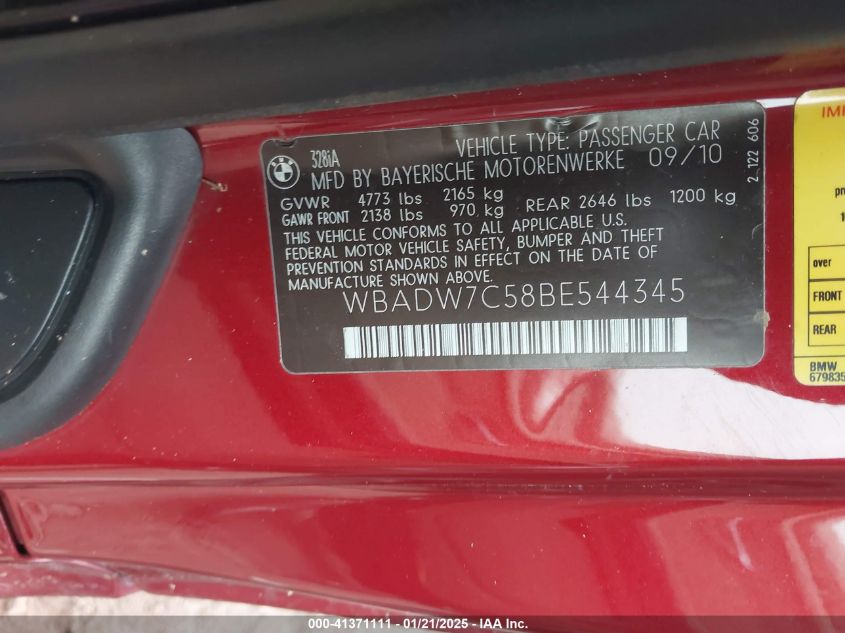 BMW
328iA
VEHICLE TYPE: PASSENGER CAR
MFD BY BAYERISCHE MOTORENWERKE 09/10
GVWR 4773 lbs 2165 kg
GAWR FRONT 2138 lbs 970 kg REAR 2646 lbs 1200 kg
THIS VEHICLE CONFORMS TO ALL APPLICABLE U.S.
FEDERAL MOTOR VEHICLE SAFETY, BUMPER AND THEFT
PREVENTION STANDARDS IN EFFECT ON THE DATE OF
MANUFACTURE SHOWN ABOVE.
WBADW7C58BE544345
2.122 606
over
FRONT
REAR
BMW
000-41371111 - 01/21/2025 - IAA Inc.